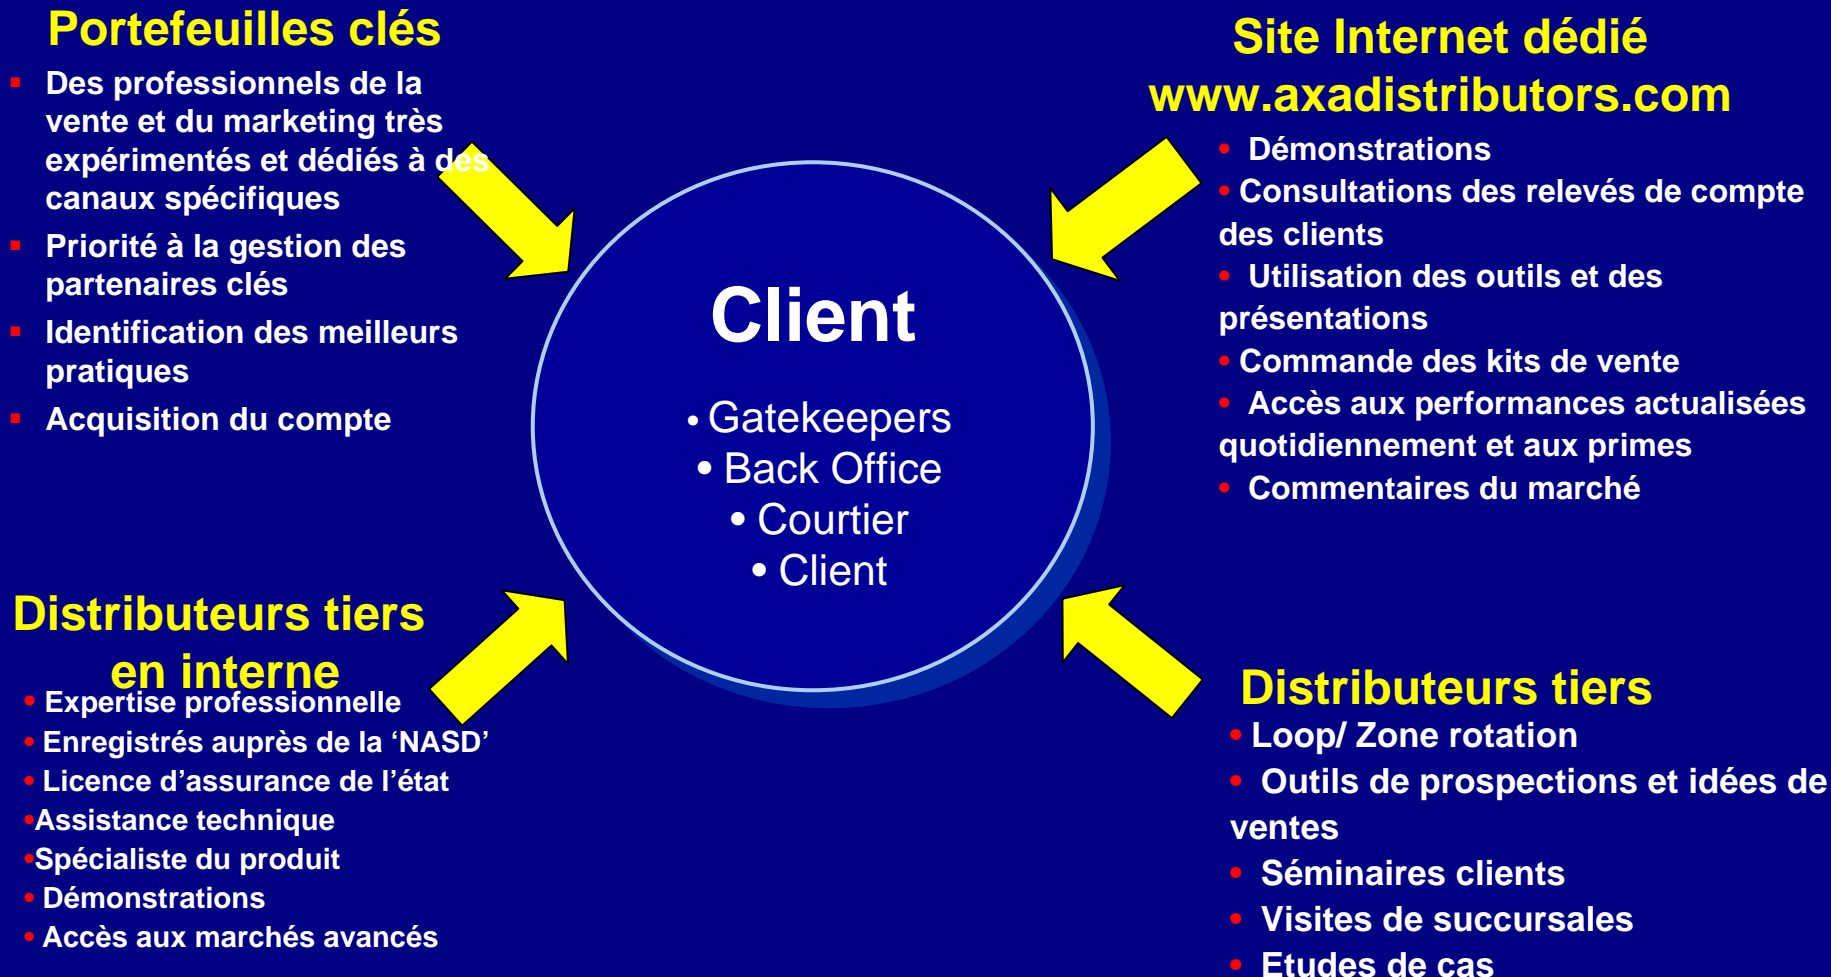 Portefeuilles clés
▪ Des professionnels de la
vente et du marketing très
expérimentés et dédiés à des
canaux spécifiques
▪ Priorité à la gestion des
partenaires clés
▪ Identification des meilleurs
pratiques
▪ Acquisition du compte
Site Internet dédié
www.axadistributors.com
• Démonstrations
• Consultations des relevés de compte
des clients
• Utilisation des outils et des
présentations
• Commande des kits de vente
• Accès aux performances actualisées
quotidiennement et aux primes
• Commentaires du marché
Client
• Gatekeepers
• Back Office
• Courtier
• Client
Distributeurs tiers
en interne
• Expertise professionnelle
• Enregistrés auprès de la ‘NASD’
• Licence d’assurance de l’état
•Assistance technique
•Spécialiste du produit
• Démonstrations
• Accès aux marchés avancés
Distributeurs tiers
• Loop/ Zone rotation
• Outils de prospections et idées de
ventes
• Séminaires clients
• Visites de succursales
• Etudes de cas